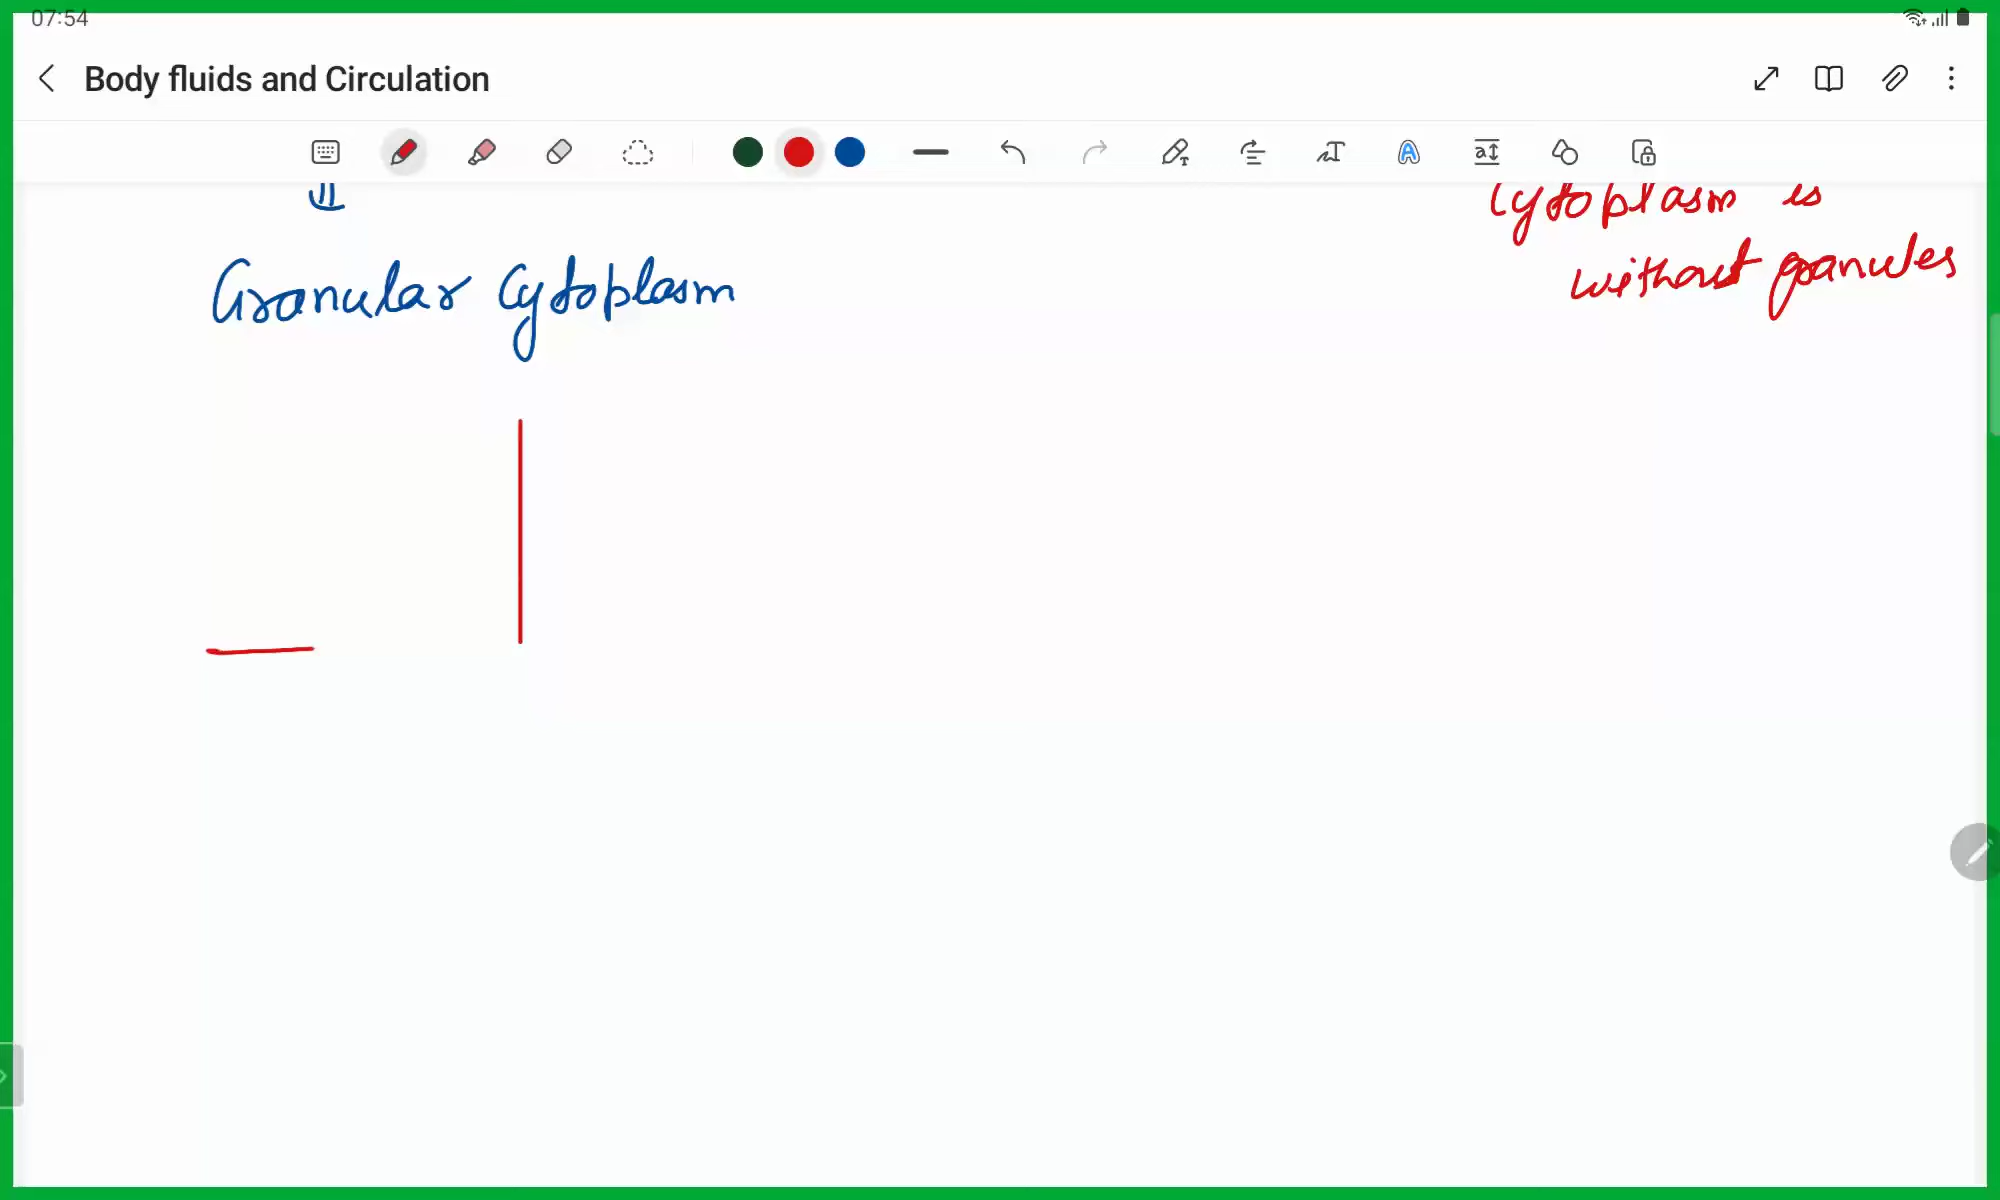 07:54
Body fluids and Circulation
Cytoplasm is
Granular Cytoplasm
without granules